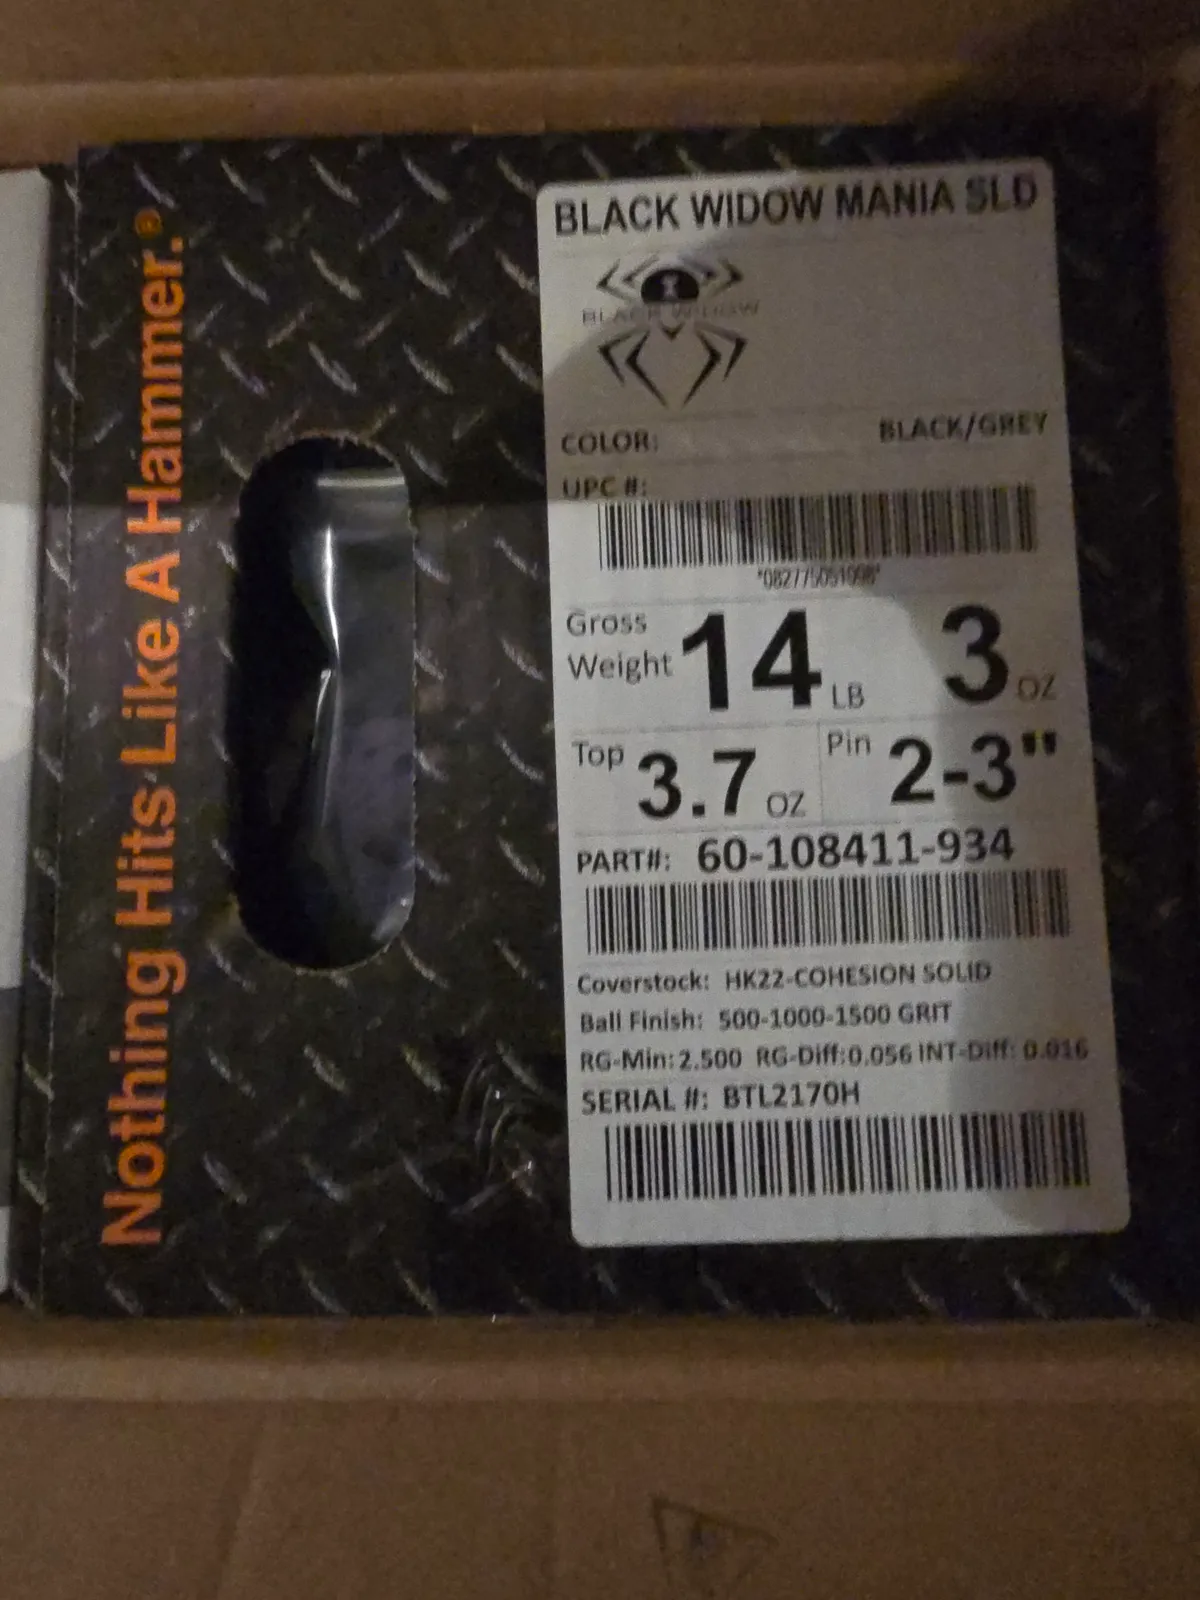 Nothing Hits Like A Hammer.®
BLACK WIDOW MANIA SLD
BLACK WIDOW
COLOR: BLACK/GREY
UPC #:
Gross Weight 14 LB 3 OZ
Top 3.7 OZ Pin 2-3"
PART#: 60-108411-934
Coverstock: HK22-COHESION SOLID
Ball Finish: 500-1000-1500 GRIT
RG-Min: 2.500 RG-Diff: 0.056 INT-Diff: 0.016
SERIAL #: BTL2170H